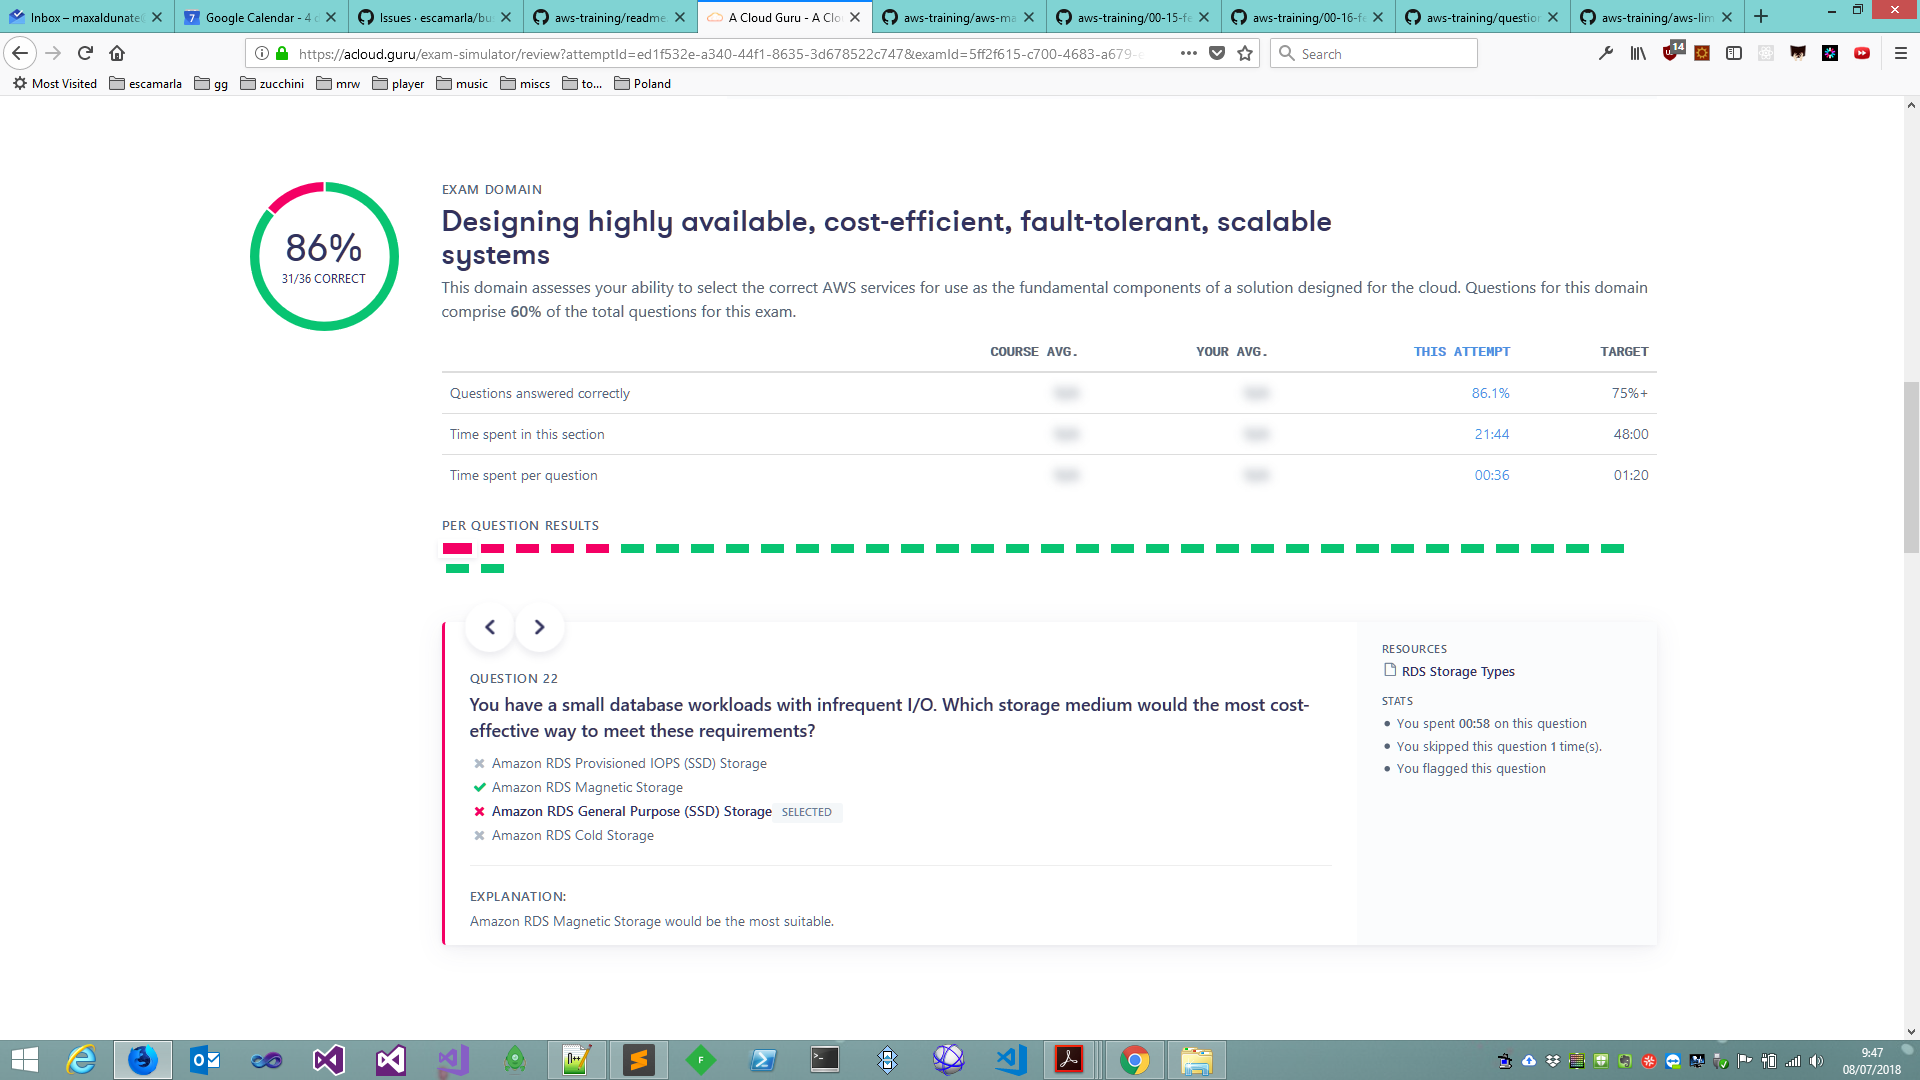 Inbox – maxaldunate
Google Calendar - 4
Issues · escamarla/bu
aws-training/readme
A Cloud Guru - A Clo
aws-training/aws-ma
aws-training/00-15-fe
aws-training/00-16-fe
aws-training/question
aws-training/aws-lim
https://acloud.guru/exam-simulator/review?attemptId=ed1f532e-a340-44f1-8635-3d678522c747&examId=5ff2f615-c700-4683-a679-
Search
14
Most Visited
escamarla
gg
zucchini
mrw
player
music
miscs
to...
Poland
86%
31/36 CORRECT
EXAM DOMAIN
Designing highly available, cost-efficient, fault-tolerant, scalable
systems
This domain assesses your ability to select the correct AWS services for use as the fundamental components of a solution designed for the cloud. Questions for this domain
comprise 60% of the total questions for this exam.
COURSE AVG. YOUR AVG. THIS ATTEMPT TARGET
Questions answered correctly 86.1% 75%+
Time spent in this section 21:44 48:00
Time spent per question 00:36 01:20
PER QUESTION RESULTS
QUESTION 22
You have a small database workloads with infrequent I/O. Which storage medium would the most cost-
effective way to meet these requirements?
Amazon RDS Provisioned IOPS (SSD) Storage
Amazon RDS Magnetic Storage
Amazon RDS General Purpose (SSD) Storage SELECTED
Amazon RDS Cold Storage
EXPLANATION:
Amazon RDS Magnetic Storage would be the most suitable.
RESOURCES
RDS Storage Types
STATS
You spent 00:58 on this question
You skipped this question 1 time(s).
You flagged this question
9:47
08/07/2018